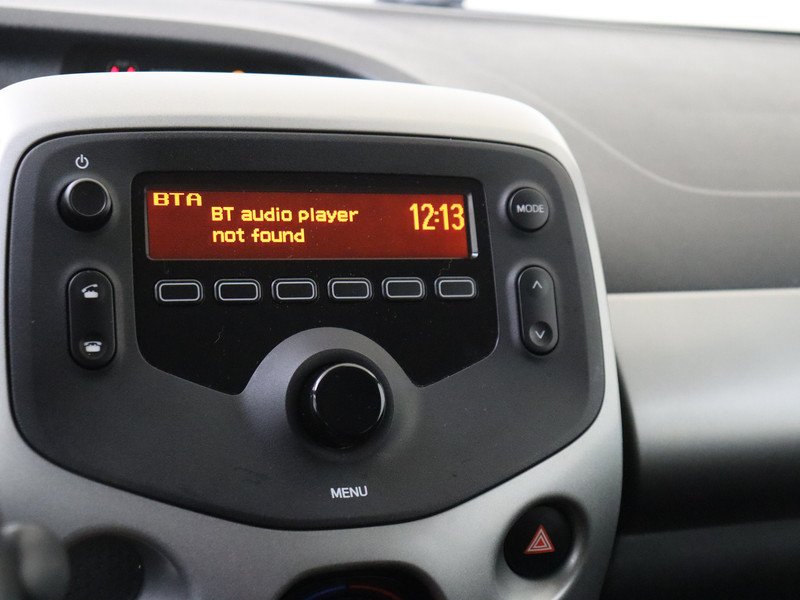 BTA
BT audio player
not found
12:13
MODE
MENU